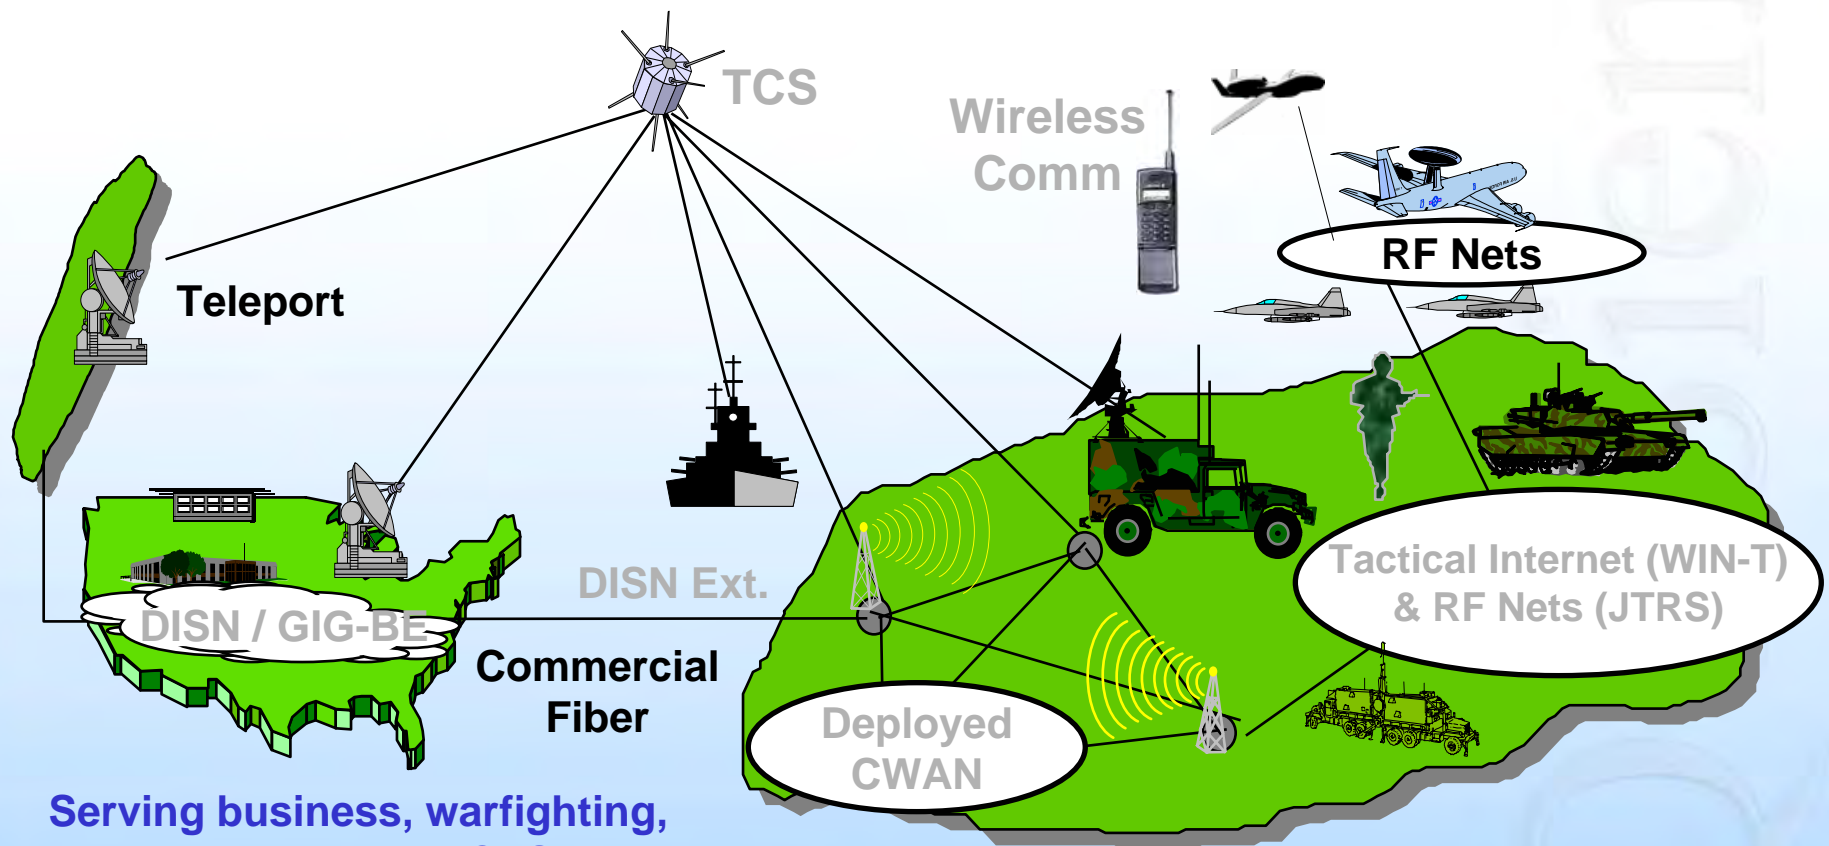 TCS
Wireless
Comm
RF Nets
Teleport
Tactical Internet (WIN-T)
& RF Nets (JTRS)
DISN Ext.
DISN / GIG-BE
Commercial
Fiber
Deployed
CWAN
Serving business, warfighting,